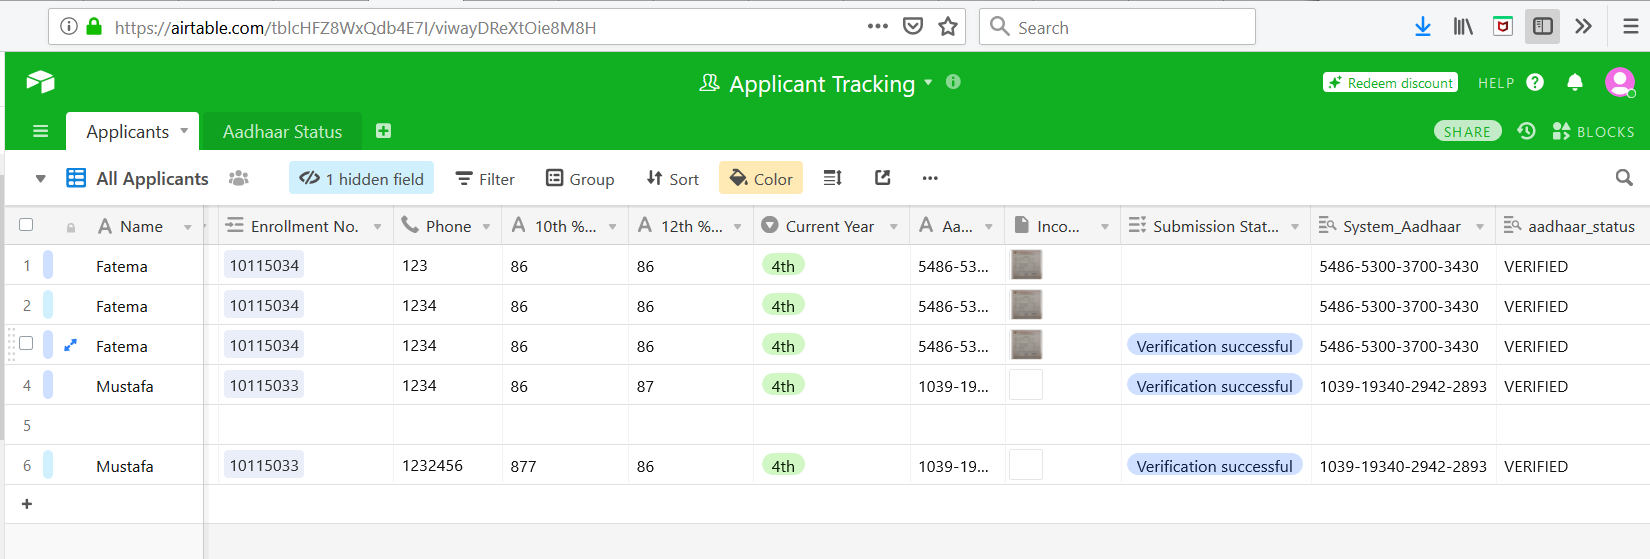 https://airtable.com/tblcHFZ8WxQdb4E7I/viwayDReXtOie8M8H ••• Search
Applicant Tracking Redeem discount HELP
Applicants Aadhaar Status SHARE BLOCKS
All Applicants 1 hidden field Filter Group Sort Color •••
Name Enrollment No. Phone 10th %... 12th %... Current Year Aa... Inco... Submission Stat... System_Aadhaar aadhaar_status
1 Fatema 10115034 123 86 86 4th 5486-53... 5486-5300-3700-3430 VERIFIED
2 Fatema 10115034 1234 86 86 4th 5486-53... 5486-5300-3700-3430 VERIFIED
Fatema 10115034 1234 86 86 4th 5486-53... Verification successful 5486-5300-3700-3430 VERIFIED
4 Mustafa 10115033 1234 86 87 4th 1039-19... Verification successful 1039-19340-2942-2893 VERIFIED
5
6 Mustafa 10115033 1232456 877 86 4th 1039-19... Verification successful 1039-19340-2942-2893 VERIFIED
+